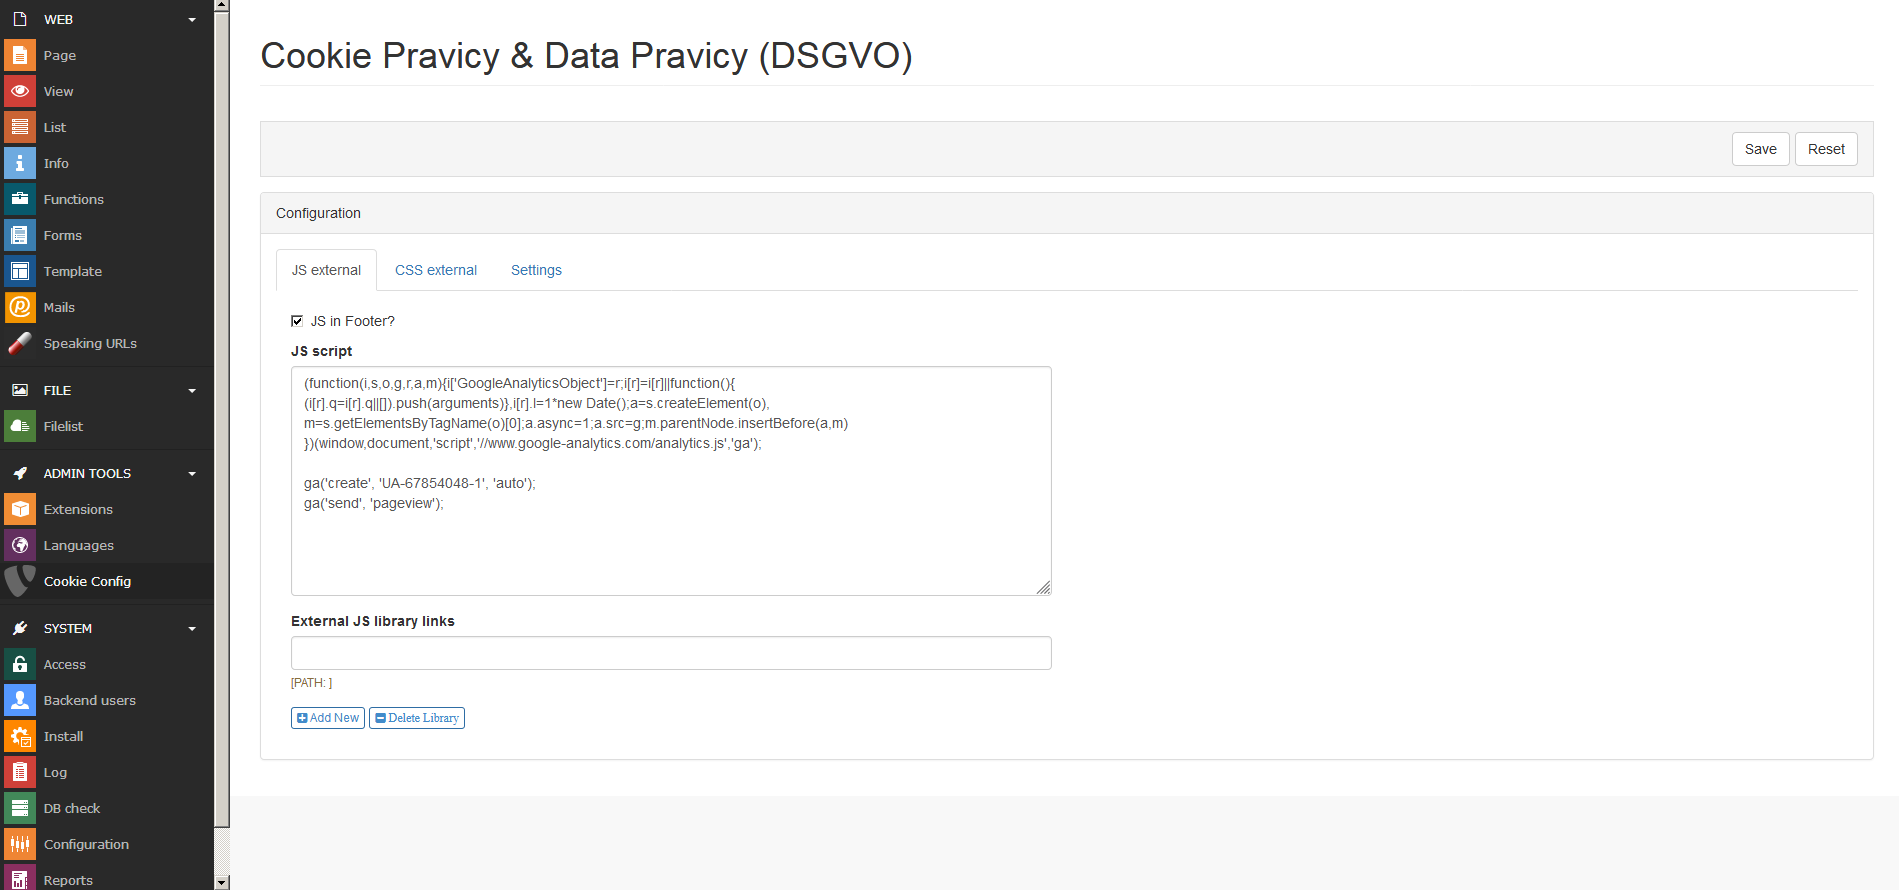 WEB
Page
View
List
Info
Functions
Forms
Template
Mails
Speaking URLs
FILE
Filelist
ADMIN TOOLS
Extensions
Languages
Cookie Config
SYSTEM
Access
Backend users
Install
Log
DB check
Configuration
Reports
Cookie Pravicy & Data Pravicy (DSGVO)
Save Reset
Configuration
JS external CSS external Settings
JS in Footer?
JS script
(function(i,s,o,g,r,a,m){i['GoogleAnalyticsObject']=r;i[r]=i[r]||function(){
(i[r].q=i[r].q||[]).push(arguments)},i[r].l=1*new Date();a=s.createElement(o),
m=s.getElementsByTagName(o)[0];a.async=1;a.src=g;m.parentNode.insertBefore(a,m)
})(window,document,'script','//www.google-analytics.com/analytics.js','ga');
ga('create', 'UA-67854048-1', 'auto');
ga('send', 'pageview');
External JS library links
[PATH: ]
Add New Delete Library